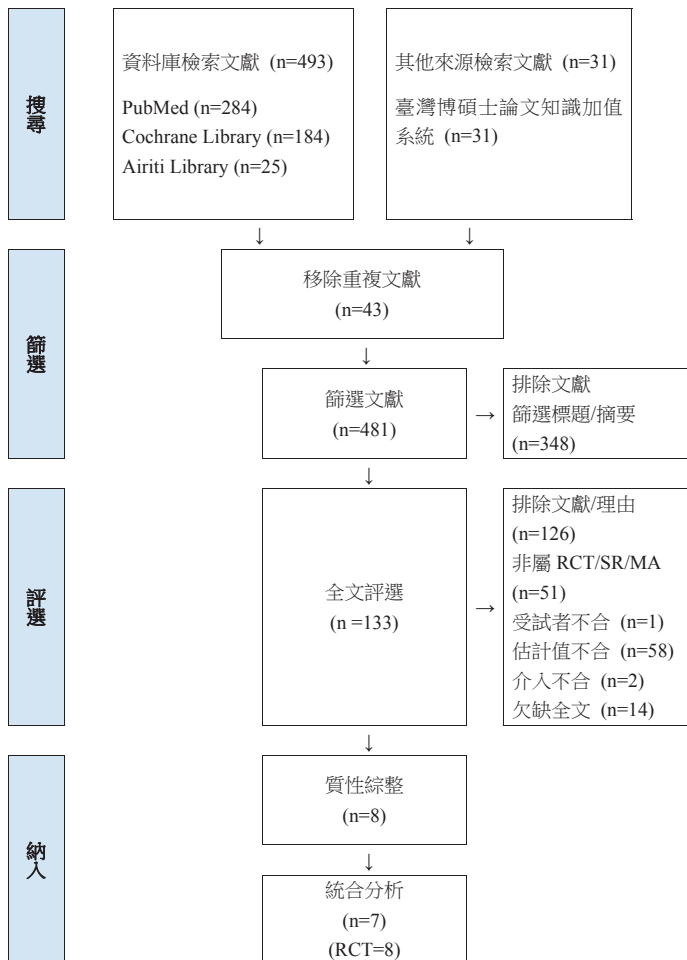 搜尋
資料庫檢索文獻 (n=493)
PubMed (n=284)
Cochrane Library (n=184)
Airiti Library (n=25)
其他來源檢索文獻 (n=31)
臺灣博碩士論文知識加值
系統 (n=31)
↓ ↓
篩選
移除重複文獻
(n=43)
↓
篩選文獻
(n=481)
→
排除文獻
篩選標題/摘要
(n=348)
↓
評選
全文評選
(n =133)
→
排除文獻/理由
(n=126)
非屬 RCT/SR/MA
(n=51)
受試者不合 (n=1)
估計值不合 (n=58)
介入不合 (n=2)
欠缺全文 (n=14)
↓
納入
質性綜整
(n=8)
↓
統合分析
(n=7)
(RCT=8)